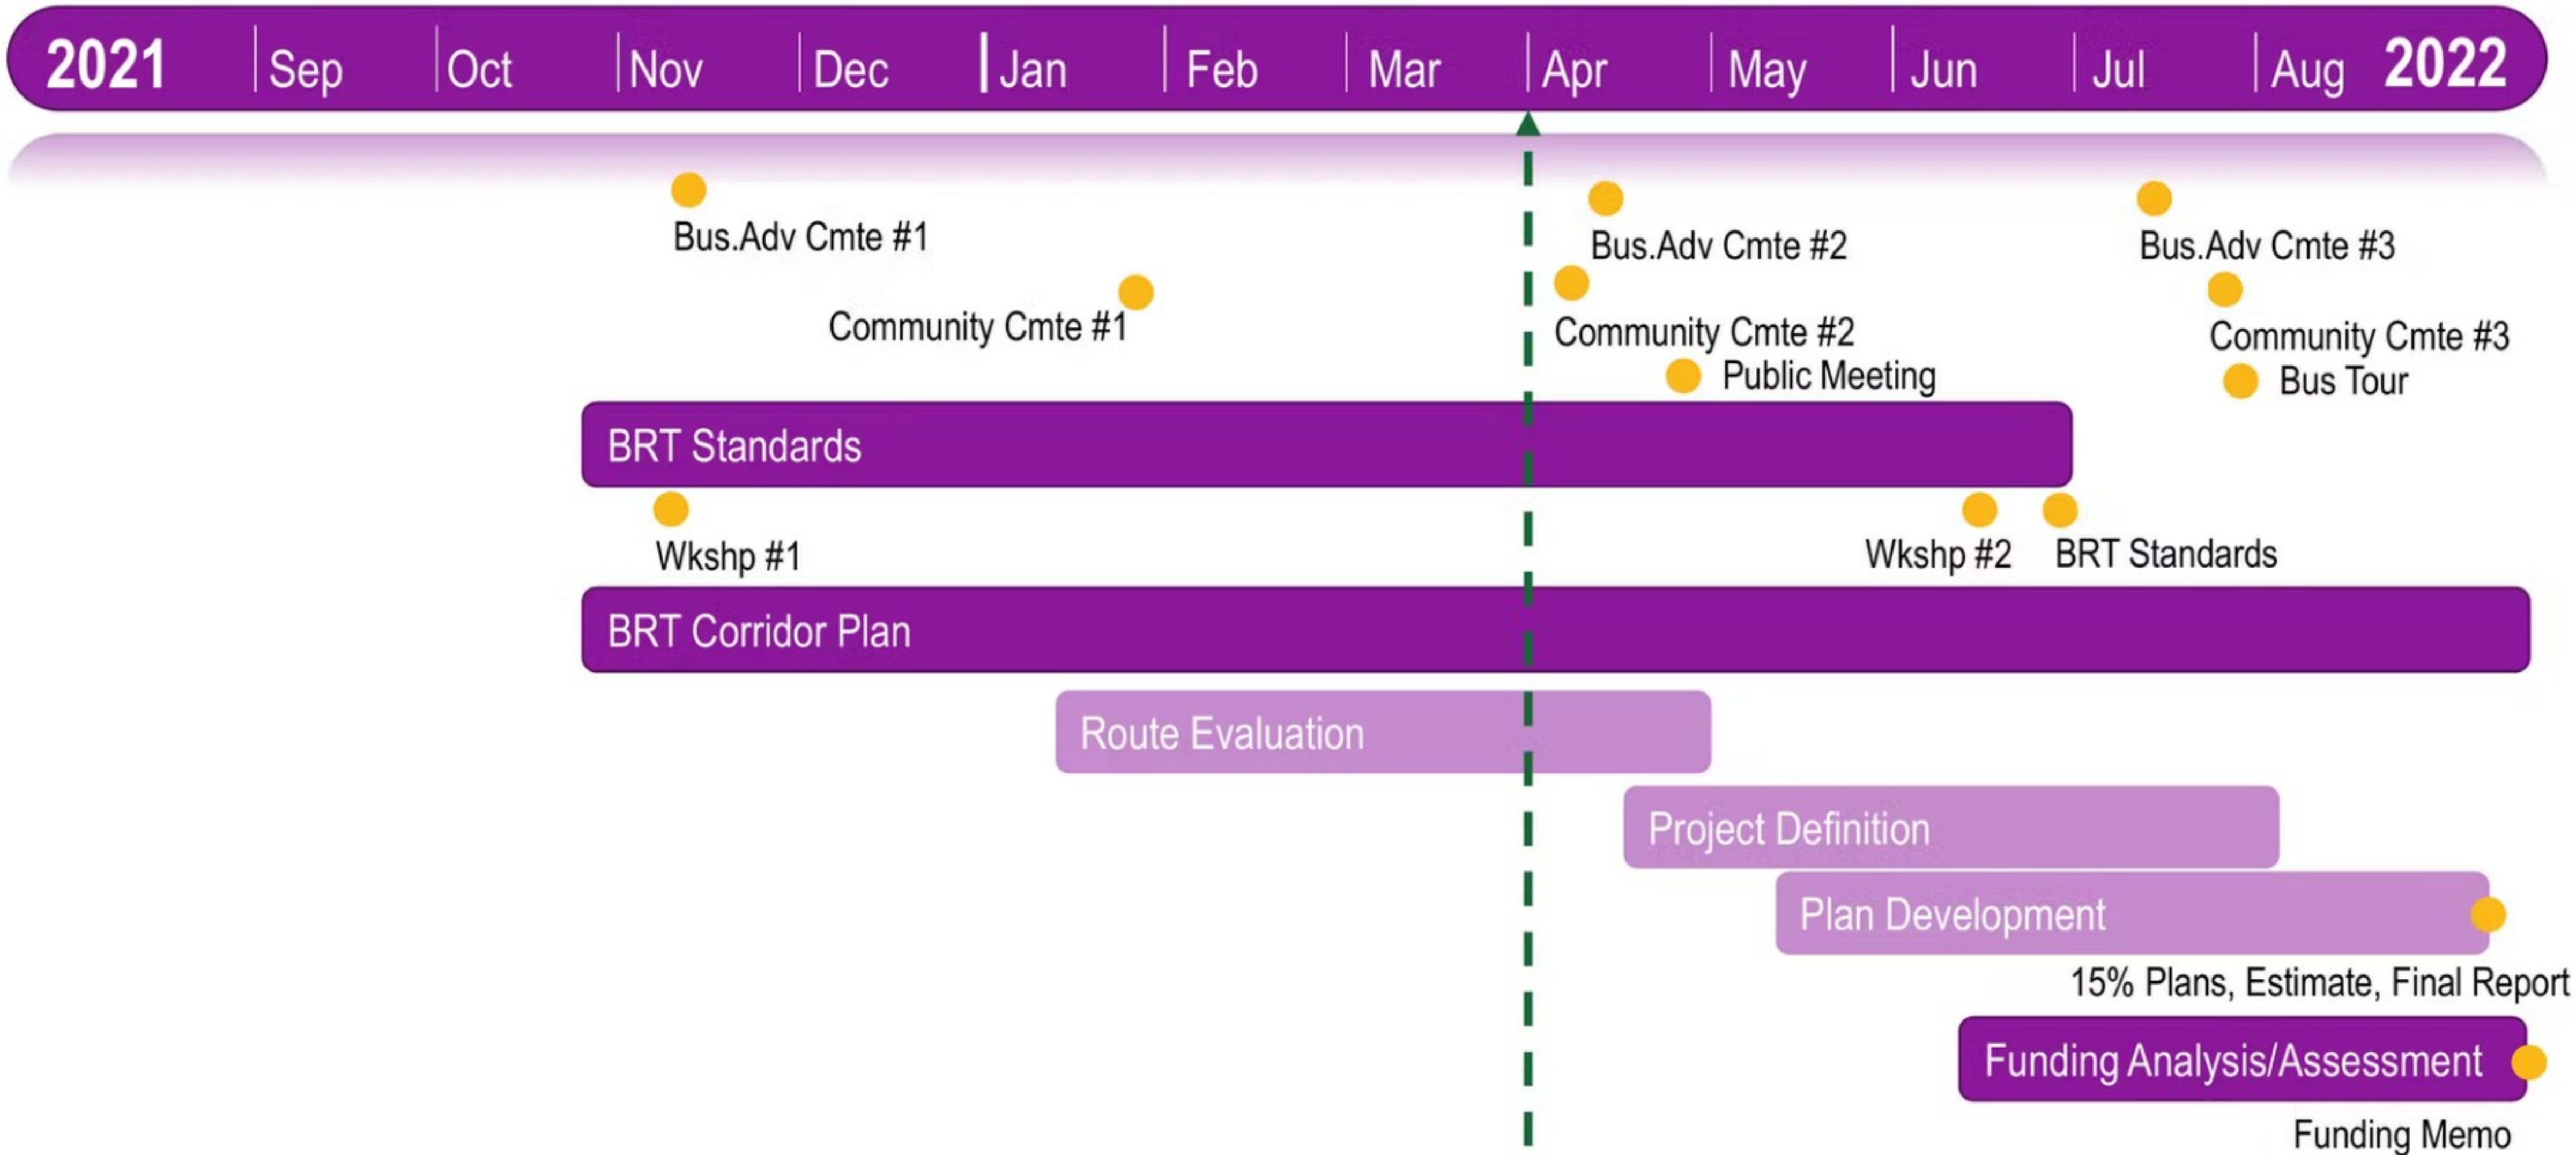 2021 Sep Oct Nov Dec Jan Feb Mar Apr May Jun Jul Aug 2022
Bus.Adv Cmte #1
Bus.Adv Cmte #2
Bus.Adv Cmte #3
Community Cmte #1
Community Cmte #2
Community Cmte #3
Public Meeting
Bus Tour
BRT Standards
Wkshp #1
Wkshp #2
BRT Standards
BRT Corridor Plan
Route Evaluation
Project Definition
Plan Development
15% Plans, Estimate, Final Report
Funding Analysis/Assessment
Funding Memo